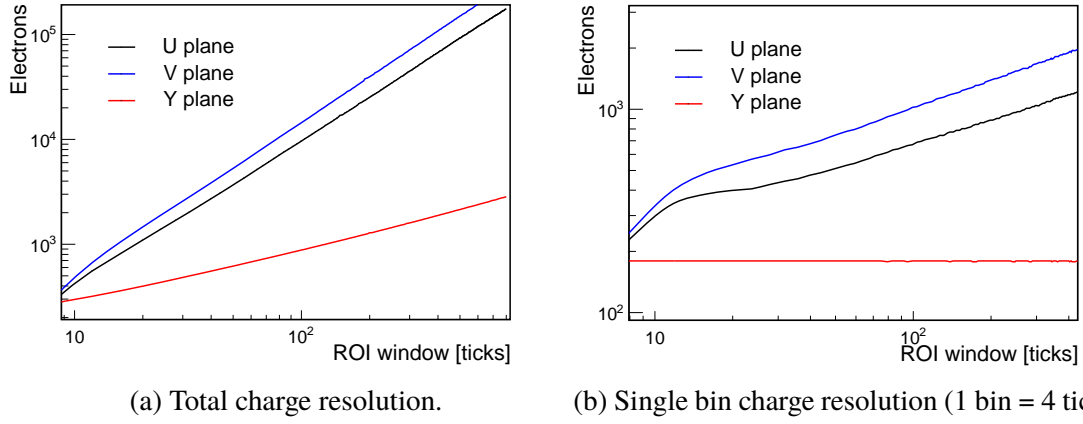 Electrons
10^5
10^4
10^3
U plane
V plane
Y plane
10
10^2
ROI window [ticks]
(a) Total charge resolution.
Electrons
10^3
10^2
U plane
V plane
Y plane
10
10^2
ROI window [ticks]
(b) Single bin charge resolution (1 bin = 4 tic